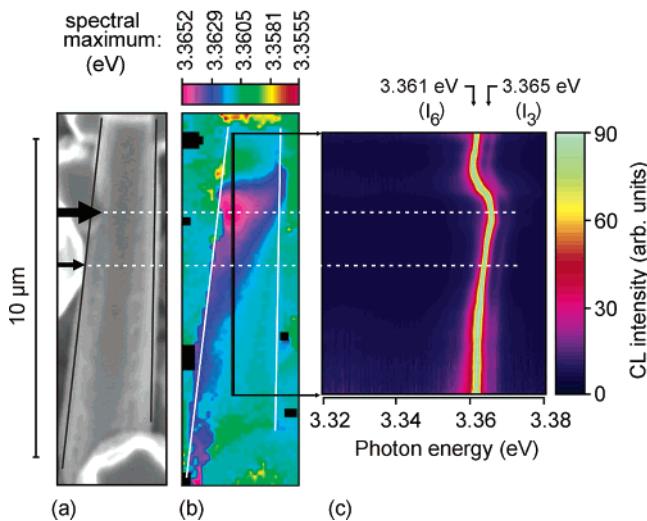 spectral
maximum:
(eV)
3.3652
3.3629
3.3605
3.3581
3.3555
3.361 eV
(I6)
3.365 eV
(I3)
10 μm
90
60
30
0
CL intensity (arb. units)
3.32 3.34 3.36 3.38
Photon energy (eV)
(a) (b) (c)